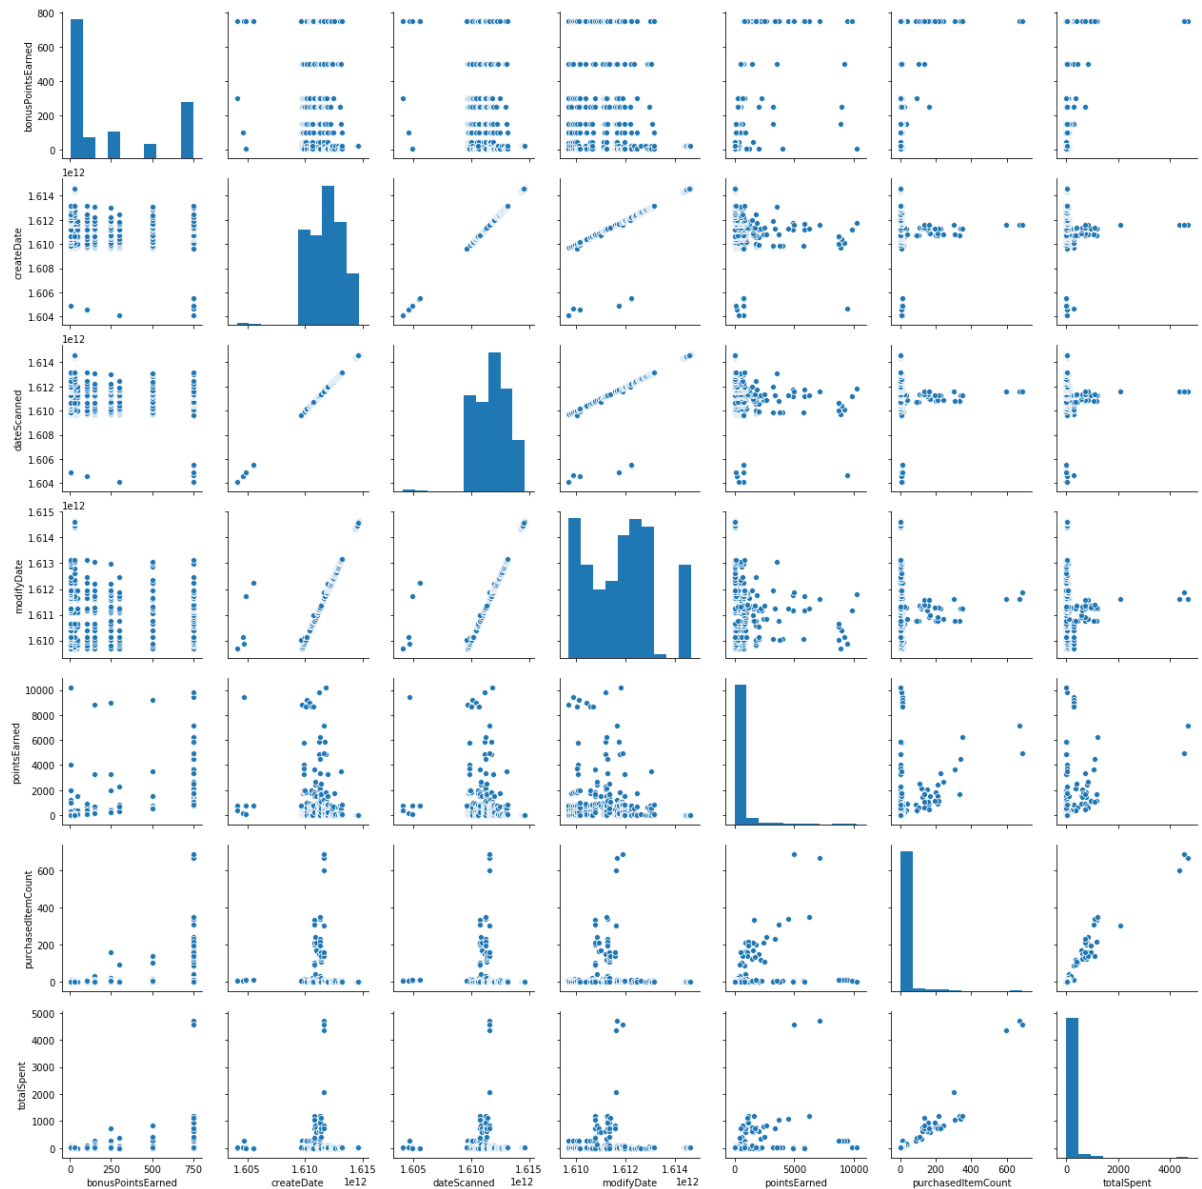 800
600
400
200
0
bonusPointsEarned
1e12
1.614
1.612
1.610
1.608
1.606
1.604
createDate
1e12
1.614
1.612
1.610
1.608
1.606
1.604
dateScanned
1e12
1.615
1.614
1.613
1.612
1.611
1.610
modifyDate
10000
8000
6000
4000
2000
0
pointsEarned
600
400
200
0
purchasedItemCount
5000
4000
3000
2000
1000
0
totalSpent
0 250 500 750
bonusPointsEarned
1.605 1.610 1.615
1e12
createDate
1.605 1.610 1.615
1e12
dateScanned
1.610 1.612 1.614
1e12
modifyDate
0 5000 10000
pointsEarned
0 200 400 600
purchasedItemCount
0 2000 4000
totalSpent